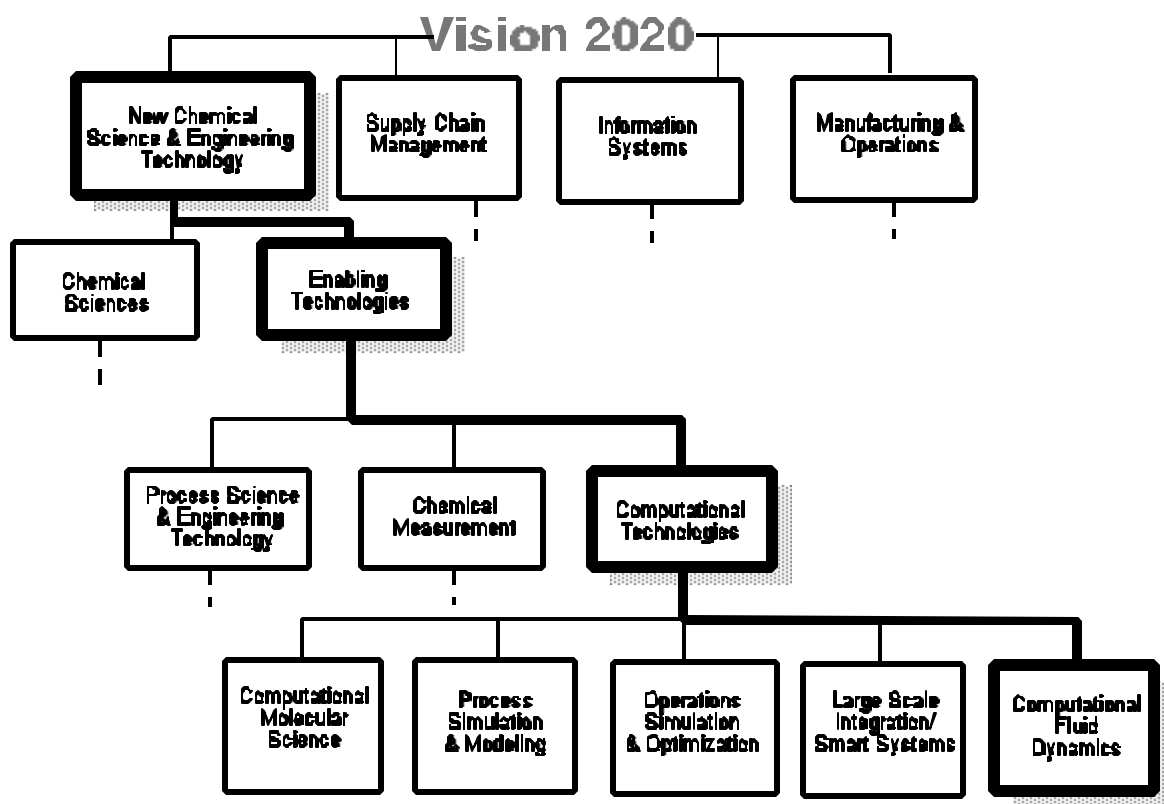 Vision 2020
New Chemical
Science & Engineering
Technology
Supply Chain
Management
Information
Systems
Manufacturing &
Operations
Chemical
Sciences
Enabling
Technologies
Process Science
& Engineering
Technology
Chemical
Measurement
Computational
Technologies
Computational
Molecular
Science
Process
Simulation
& Modeling
Operations
Simulation
& Optimization
Large Scale
Integration/
Smart Systems
Computational
Fluid
Dynamics